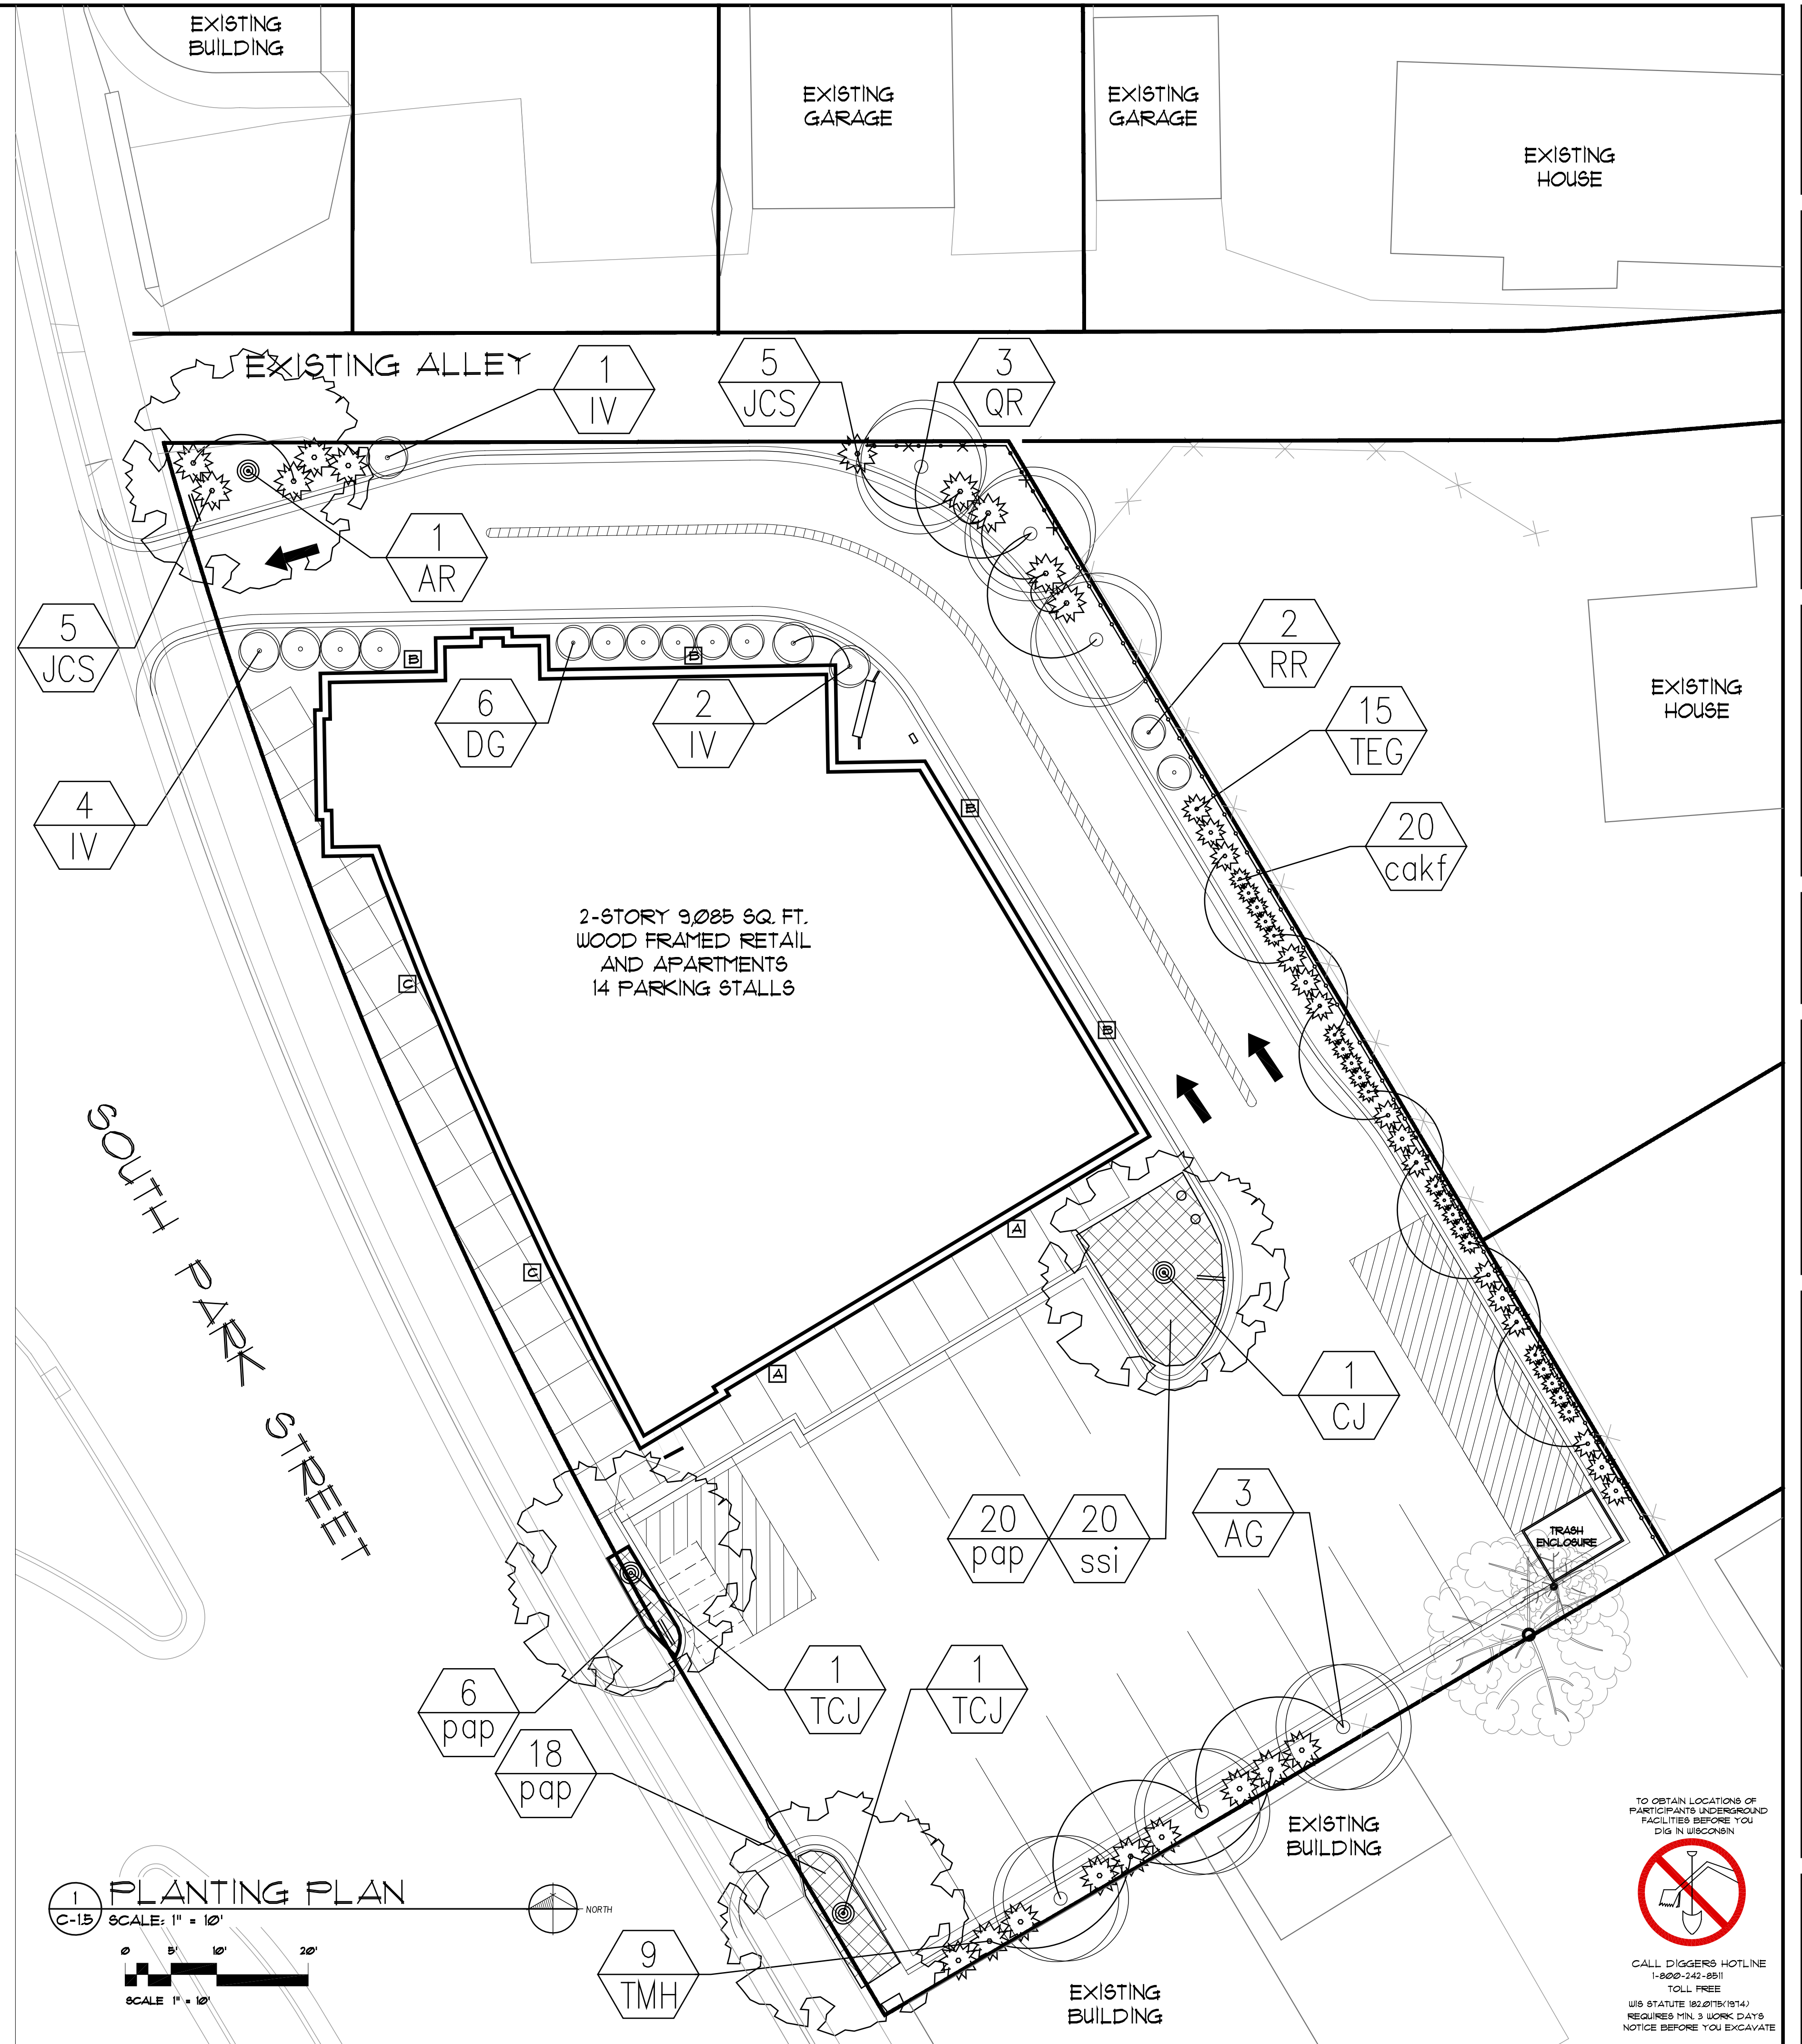 EXISTING
BUILDING
EXISTING
GARAGE
EXISTING
GARAGE
EXISTING
HOUSE
EXISTING ALLEY
1
IV
5
JCS
3
QR
1
AR
5
JCS
2
RR
B
B
6
DG
2
IV
15
TEG
EXISTING
HOUSE
4
IV
B
20
cakf
2-STORY 9,085 SQ. FT.
WOOD FRAMED RETAIL
AND APARTMENTS
14 PARKING STALLS
C
B
SOUTH PARK STREET
A
C
A
1
CJ
20
pap
20
ssi
3
AG
TRASH
ENCLOSURE
6
pap
1
TCJ
1
TCJ
18
pap
EXISTING
BUILDING
9
TMH
EXISTING
BUILDING
1
C-1.5
PLANTING PLAN
SCALE: 1" = 10'
NORTH
0 5' 10' 20'
SCALE 1" = 10'
TO OBTAIN LOCATIONS OF
PARTICIPANTS UNDERGROUND
FACILITIES BEFORE YOU
DIG IN WISCONSIN
CALL DIGGERS HOTLINE
1-800-242-8511
TOLL FREE
WIS STATUTE 182.0175(1974)
REQUIRES MIN. 3 WORK DAYS
NOTICE BEFORE YOU EXCAVATE